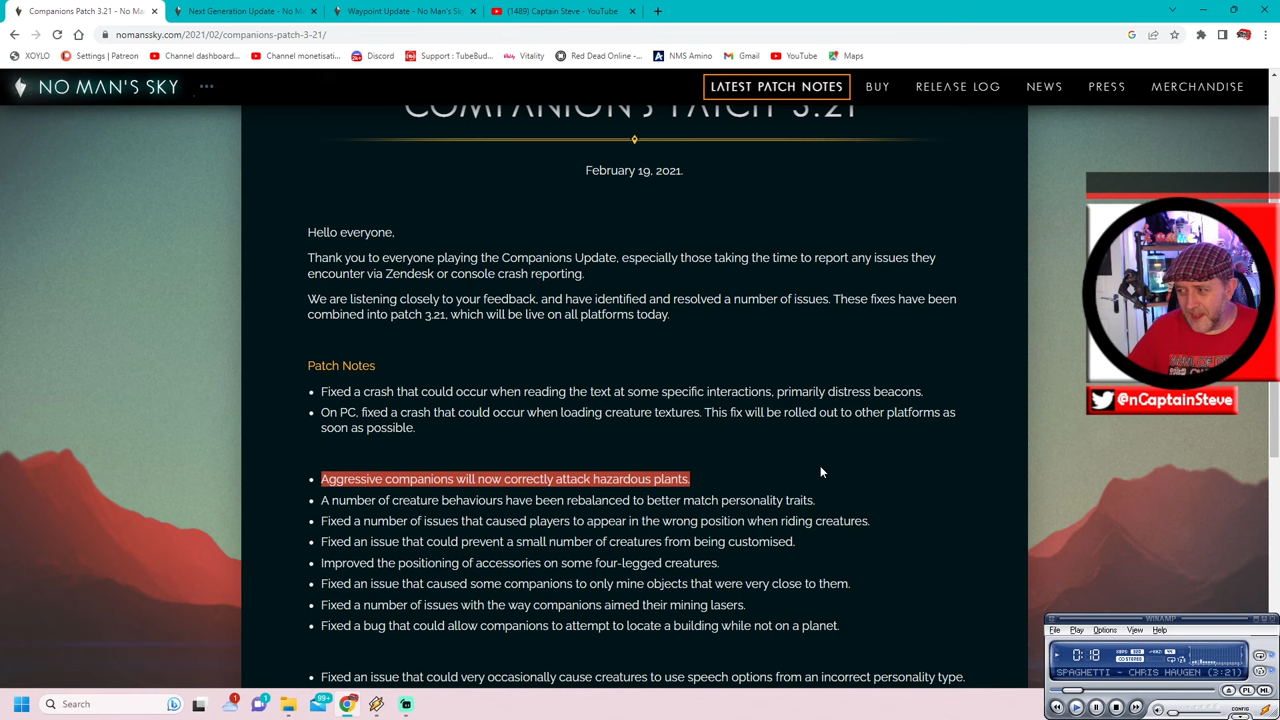 Companions Patch 3.21 - No Ma
Next Generation Update - No M
Waypoint Update - No Man's Sk
(1489) Captain Steve - YouTube
nomanssky.com/2021/02/companions-patch-3-21/
XOYLO
Settings | Patreon
Channel dashboard...
Channel monetisati...
Discord
Support : TubeBud...
Vitality
Red Dead Online -...
NMS Amino
Gmail
YouTube
Maps
NO MAN'S SKY
LATEST PATCH NOTES
BUY
RELEASE LOG
NEWS
PRESS
MERCHANDISE
COMPANIONS PATCH 3.21
February 19, 2021.
Hello everyone,
Thank you to everyone playing the Companions Update, especially those taking the time to report any issues they
encounter via Zendesk or console crash reporting.
We are listening closely to your feedback, and have identified and resolved a number of issues. These fixes have been
combined into patch 3.21, which will be live on all platforms today.
Patch Notes
• Fixed a crash that could occur when reading the text at some specific interactions, primarily distress beacons.
• On PC, fixed a crash that could occur when loading creature textures. This fix will be rolled out to other platforms as
soon as possible.
• Aggressive companions will now correctly attack hazardous plants.
• A number of creature behaviours have been rebalanced to better match personality traits.
• Fixed a number of issues that caused players to appear in the wrong position when riding creatures.
• Fixed an issue that could prevent a small number of creatures from being customised.
• Improved the positioning of accessories on some four-legged creatures.
• Fixed an issue that caused some companions to only mine objects that were very close to them.
• Fixed a number of issues with the way companions aimed their mining lasers.
• Fixed a bug that could allow companions to attempt to locate a building while not on a planet.
• Fixed an issue that could occasionally cause creatures to use speech options from an incorrect personality type.
@nCaptainSteve
WINAMP
File Play Options View Help
0:18
STEREO
SPAGHETTI - CHRIS HAUGEN (3:21)
PL
ML
CONFIG
Search
1
99+